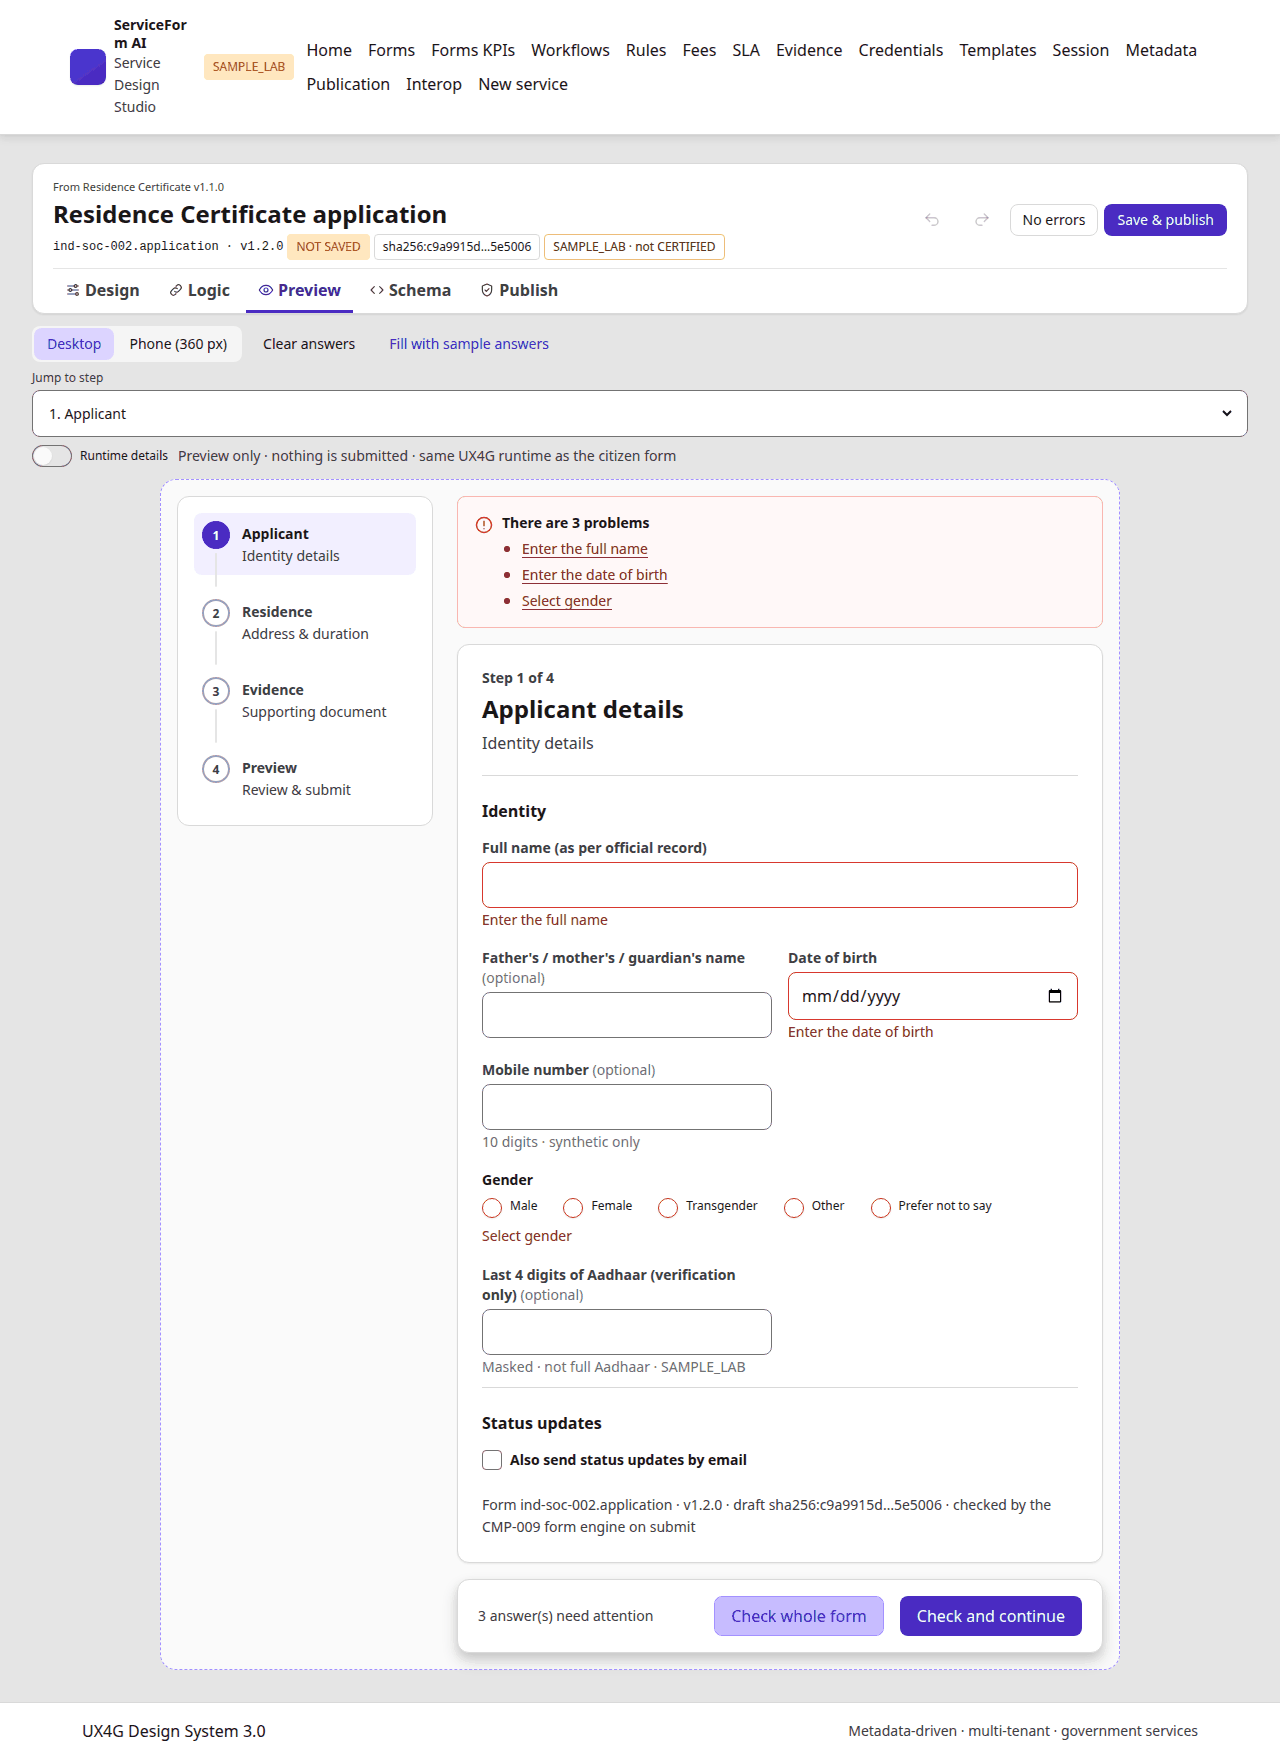 ServiceFor
m AI
Service
Design
Studio
SAMPLE_LAB
Home Forms Forms KPIs Workflows Rules Fees SLA Evidence Credentials Templates Session Metadata
Publication Interop New service
From Residence Certificate v1.1.0
Residence Certificate application
ind-soc-002.application · v1.2.0 NOT SAVED sha256:c9a9915d…5e5006 SAMPLE_LAB · not CERTIFIED
No errors Save & publish
Design Logic Preview Schema Publish
Desktop Phone (360 px) Clear answers Fill with sample answers
Jump to step
1. Applicant
Runtime details Preview only · nothing is submitted · same UX4G runtime as the citizen form
1 Applicant
Identity details
2 Residence
Address & duration
3 Evidence
Supporting document
4 Preview
Review & submit
There are 3 problems
Enter the full name
Enter the date of birth
Select gender
Step 1 of 4
Applicant details
Identity details
Identity
Full name (as per official record)
Enter the full name
Father's / mother's / guardian's name
(optional)
Date of birth
mm/dd/yyyy
Enter the date of birth
Mobile number (optional)
10 digits · synthetic only
Gender
Male Female Transgender Other Prefer not to say
Select gender
Last 4 digits of Aadhaar (verification
only) (optional)
Masked · not full Aadhaar · SAMPLE_LAB
Status updates
Also send status updates by email
Form ind-soc-002.application · v1.2.0 · draft sha256:c9a9915d…5e5006 · checked by the
CMP-009 form engine on submit
3 answer(s) need attention Check whole form Check and continue
UX4G Design System 3.0 Metadata-driven · multi-tenant · government services